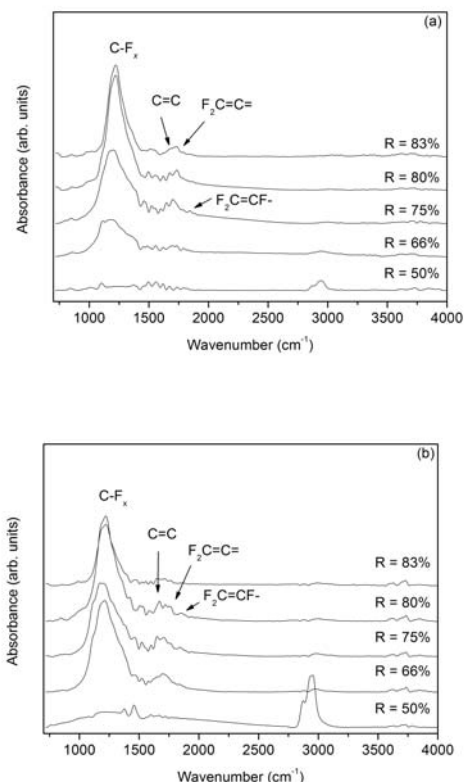 (a)
C-Fx
C=C
F2C=C=
R = 83%
R = 80%
R = 75%
F2C=CF-
R = 66%
R = 50%
Absorbance (arb. units)
1000 1500 2000 2500 3000 3500 4000
Wavenumber (cm-1)
(b)
C-Fx
C=C
F2C=C=
F2C=CF-
R = 83%
R = 80%
R = 75%
R = 66%
R = 50%
Absorbance (arb. units)
1000 1500 2000 2500 3000 3500 4000
Wavenumber (cm-1)